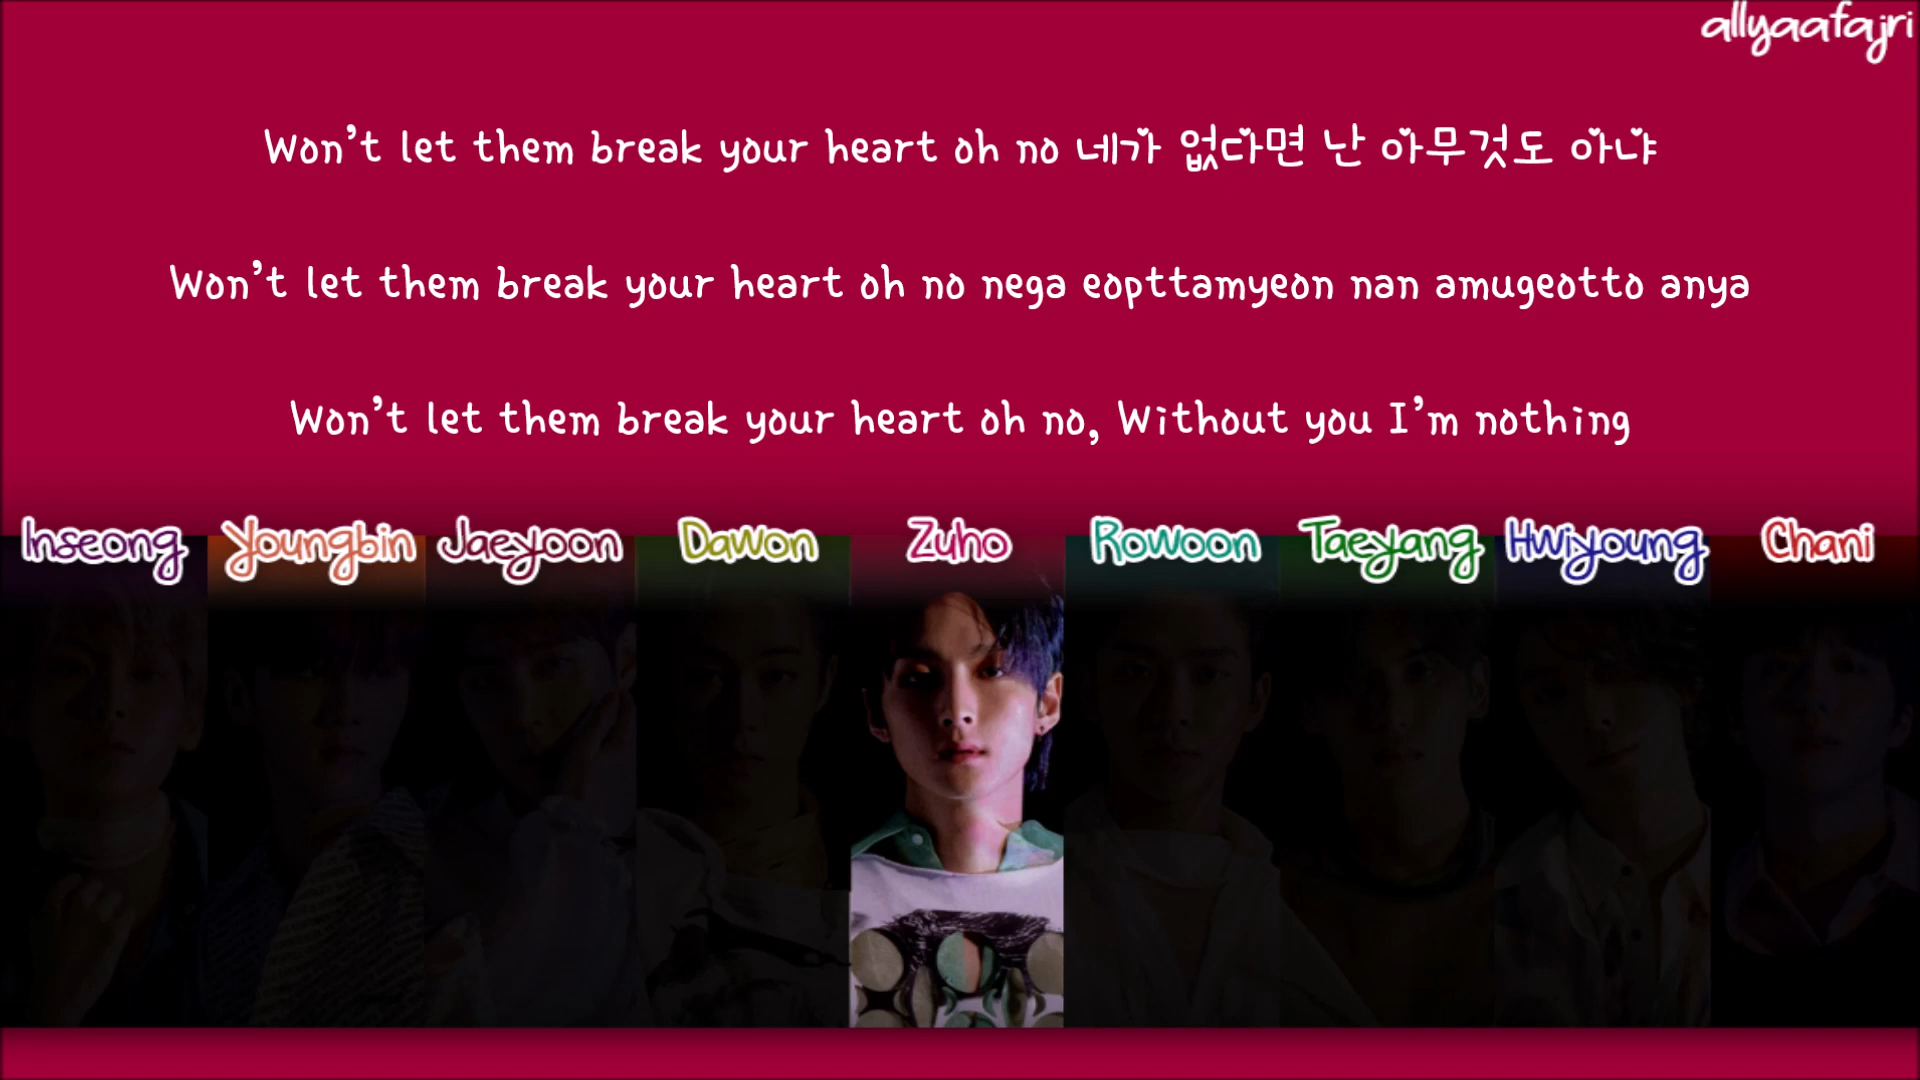 allyaafajri
Won't let them break your heart oh no 네가 없다면 난 아무것도 아냐
Won't let them break your heart oh no nega eopttamyeon nan amugeotto anya
Won't let them break your heart oh no, Without you I'm nothing
Inseong Youngbin Jaeyoon Dawon Zuho Rowoon Taeyang Hwiyoung Chani